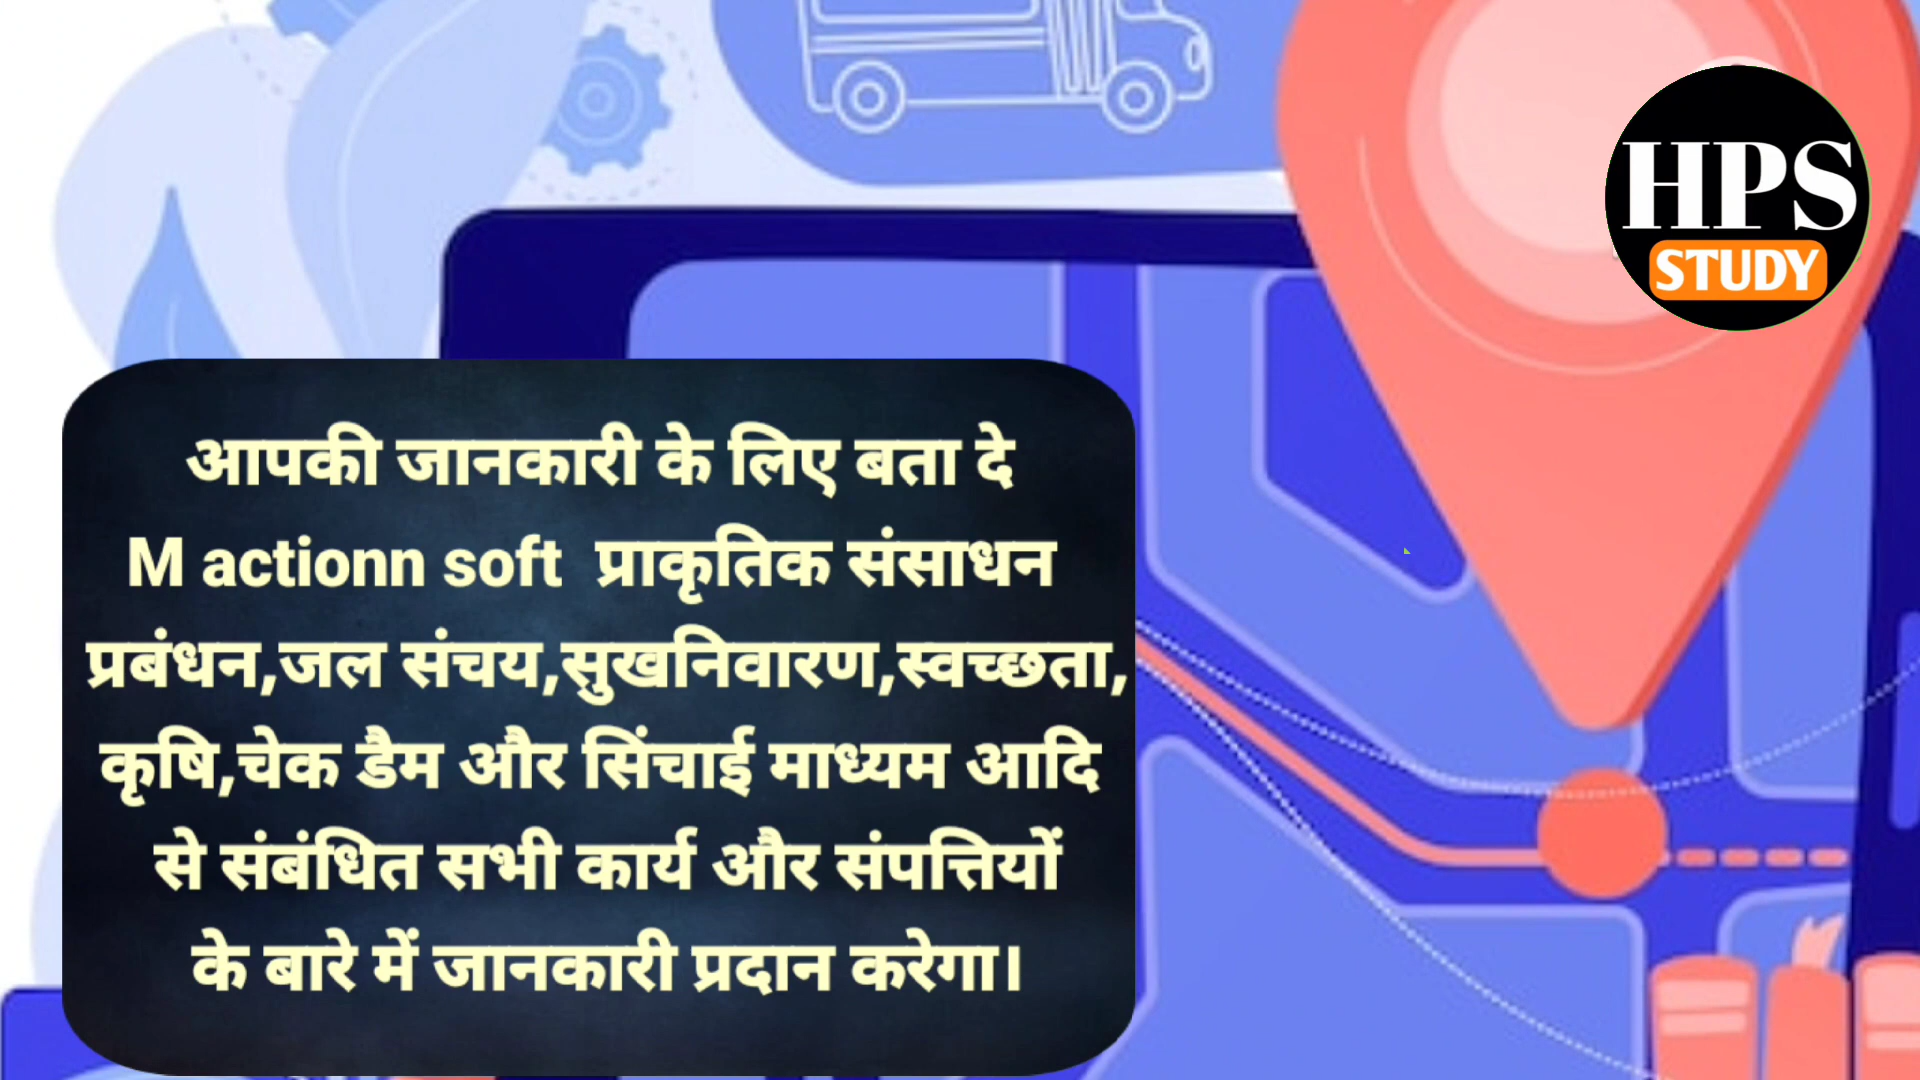 HPS
STUDY
आपकी जानकारी के लिए बता दे
M actionn soft प्राकृतिक संसाधन
प्रबंधन,जल संचय,सुखनिवारण,स्वच्छता,
कृषि,चेक डैम और सिंचाई माध्यम आदि
से संबंधित सभी कार्य और संपत्तियों
के बारे में जानकारी प्रदान करेगा।